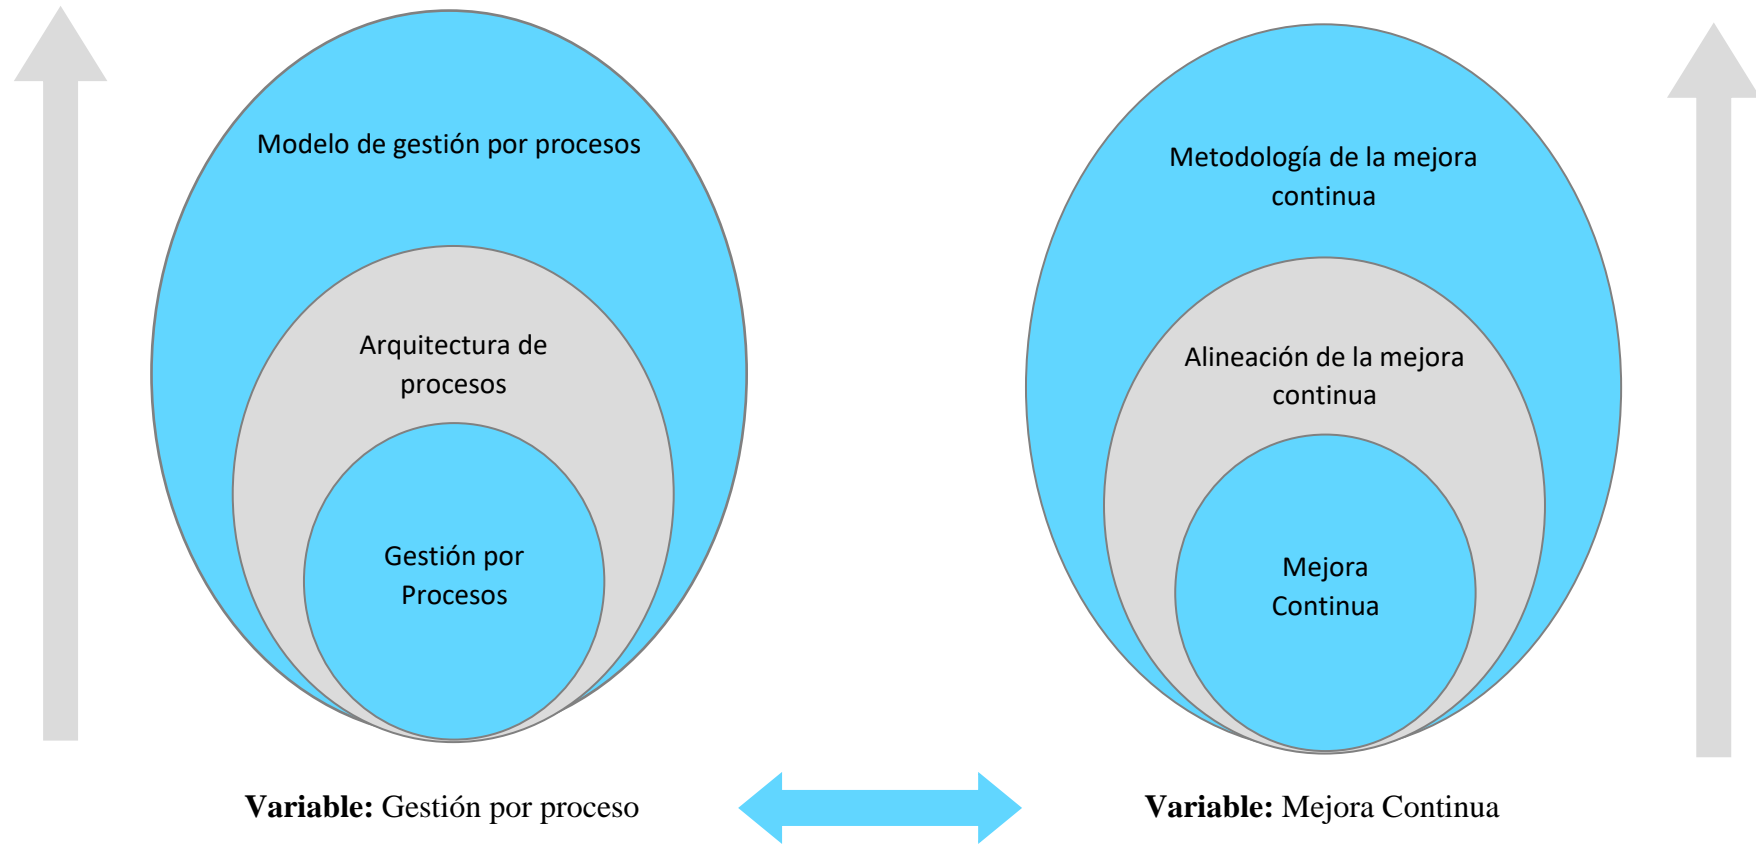 Modelo de gestión por procesos
Arquitectura de
procesos
Gestión por
Procesos
Variable: Gestión por proceso
Metodología de la mejora
continua
Alineación de la mejora
continua
Mejora
Continua
Variable: Mejora Continua